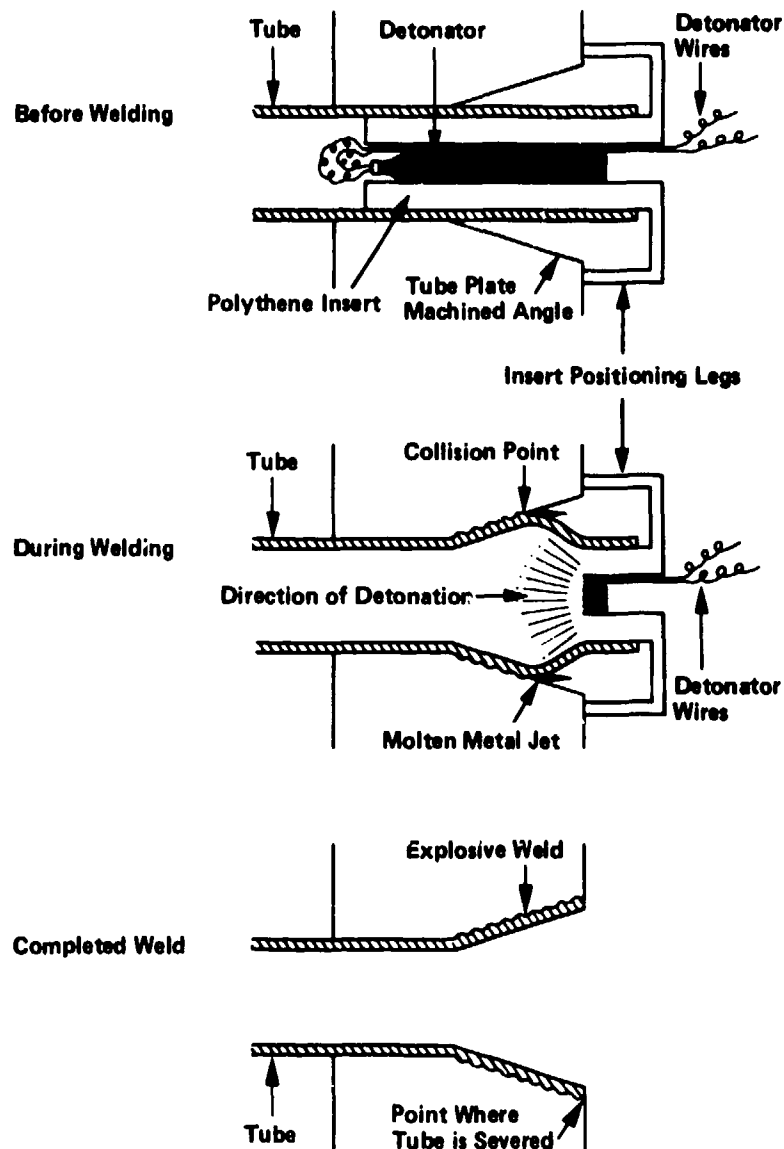 Tube
Detonator
Detonator
Wires
Before Welding
Polythene Insert
Tube Plate
Machined Angle
Insert Positioning Legs
Tube
Collision Point
During Welding
Direction of Detonation
Detonator
Wires
Molten Metal Jet
Explosive Weld
Completed Weld
Tube
Point Where
Tube is Severed